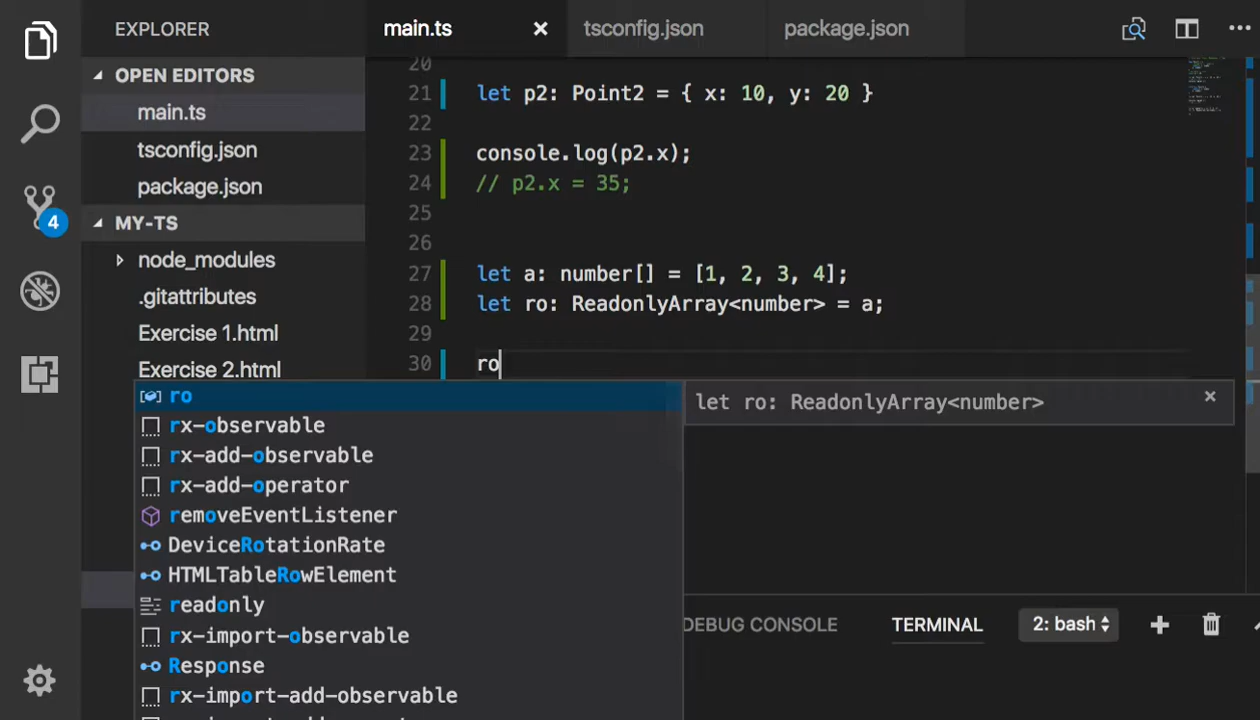 EXPLORER
OPEN EDITORS
main.ts
tsconfig.json
package.json
4
MY-TS
node_modules
.gitattributes
Exercise 1.html
Exercise 2.html
main.ts
tsconfig.json
package.json
20
21 let p2: Point2 = { x: 10, y: 20 }
22
23 console.log(p2.x);
24 // p2.x = 35;
25
26
27 let a: number[] = [1, 2, 3, 4];
28 let ro: ReadonlyArray<number> = a;
29
30 ro
ro
rx-observable
rx-add-observable
rx-add-operator
removeEventListener
DeviceRotationRate
HTMLTableRowElement
readonly
rx-import-observable
Response
rx-import-add-observable
let ro: ReadonlyArray<number>
DEBUG CONSOLE
TERMINAL
2: bash